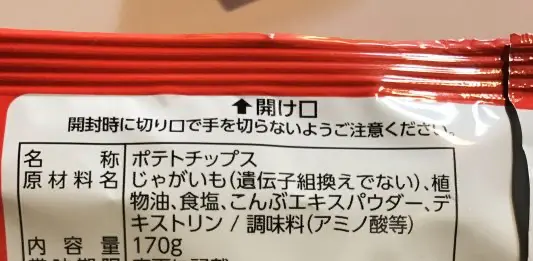 ⬆開け口
開封時に切り口で手を切らないようご注意ください。
名称 ポテトチップス
原材料名 じゃがいも(遺伝子組換えでない)、植
物油、食塩、こんぶエキスパウダー、デ
キストリン / 調味料(アミノ酸等)
内容量 170g